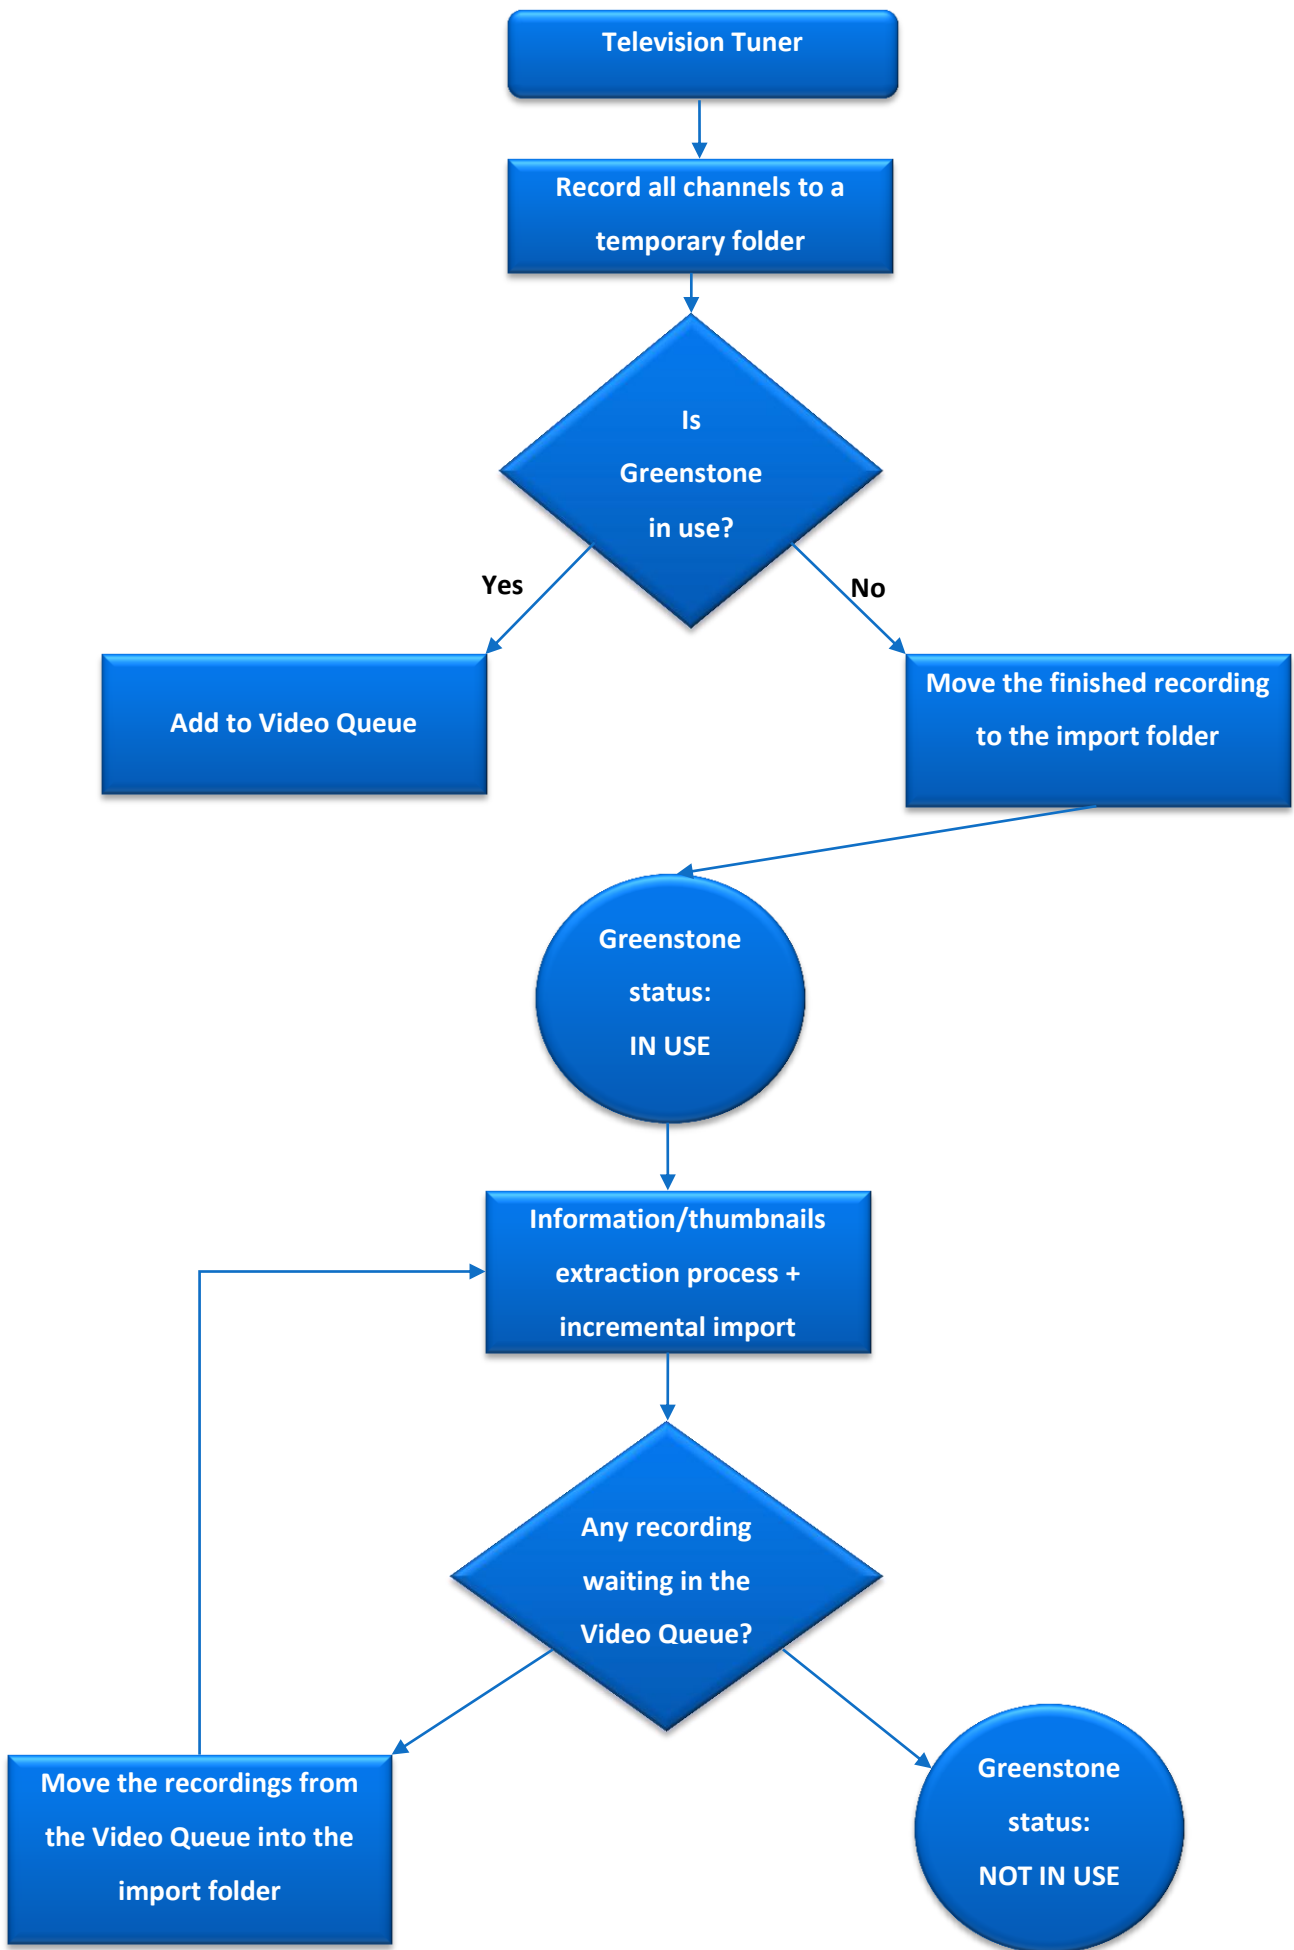 Television Tuner
Record all channels to a
temporary folder
Is
Greenstone
in use?
Yes
No
Add to Video Queue
Move the finished recording
to the import folder
Greenstone
status:
IN USE
Information/thumbnails
extraction process +
incremental import
Any recording
waiting in the
Video Queue?
Move the recordings from
the Video Queue into the
import folder
Greenstone
status:
NOT IN USE